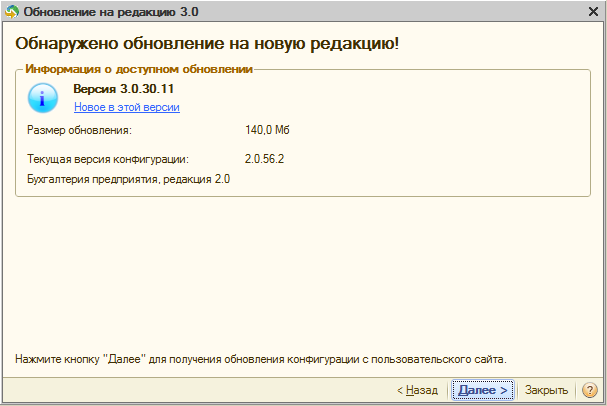 Обновление на редакцию 3.0
Обнаружено обновление на новую редакцию!
Информация о доступном обновлении
Версия 3.0.30.11
Новое в этой версии
Размер обновления: 140,0 Мб
Текущая версия конфигурации: 2.0.56.2
Бухгалтерия предприятия, редакция 2.0
Нажмите кнопку "Далее" для получения обновления конфигурации с пользовательского сайта.
< Назад Далее > Закрыть ?